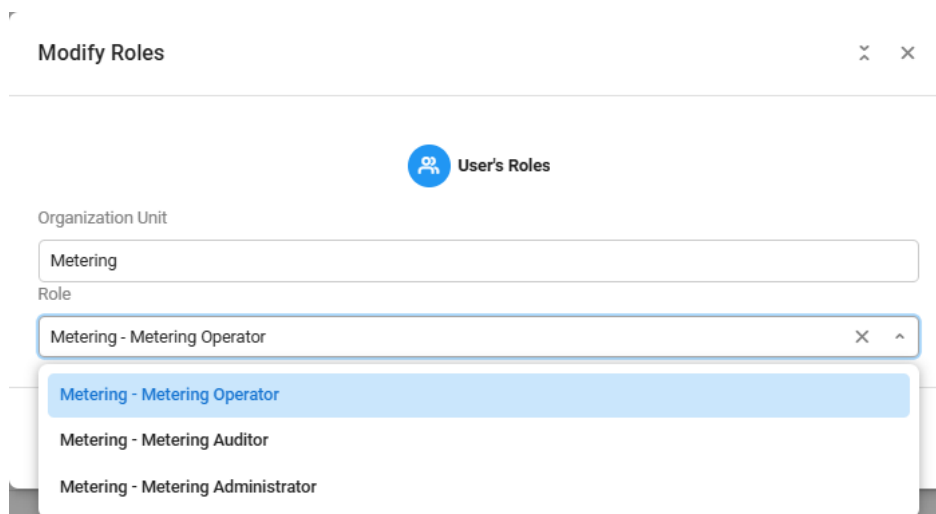 Modify Roles
User's Roles
Organization Unit
Metering
Role
Metering - Metering Operator
Metering - Metering Operator
Metering - Metering Auditor
Metering - Metering Administrator